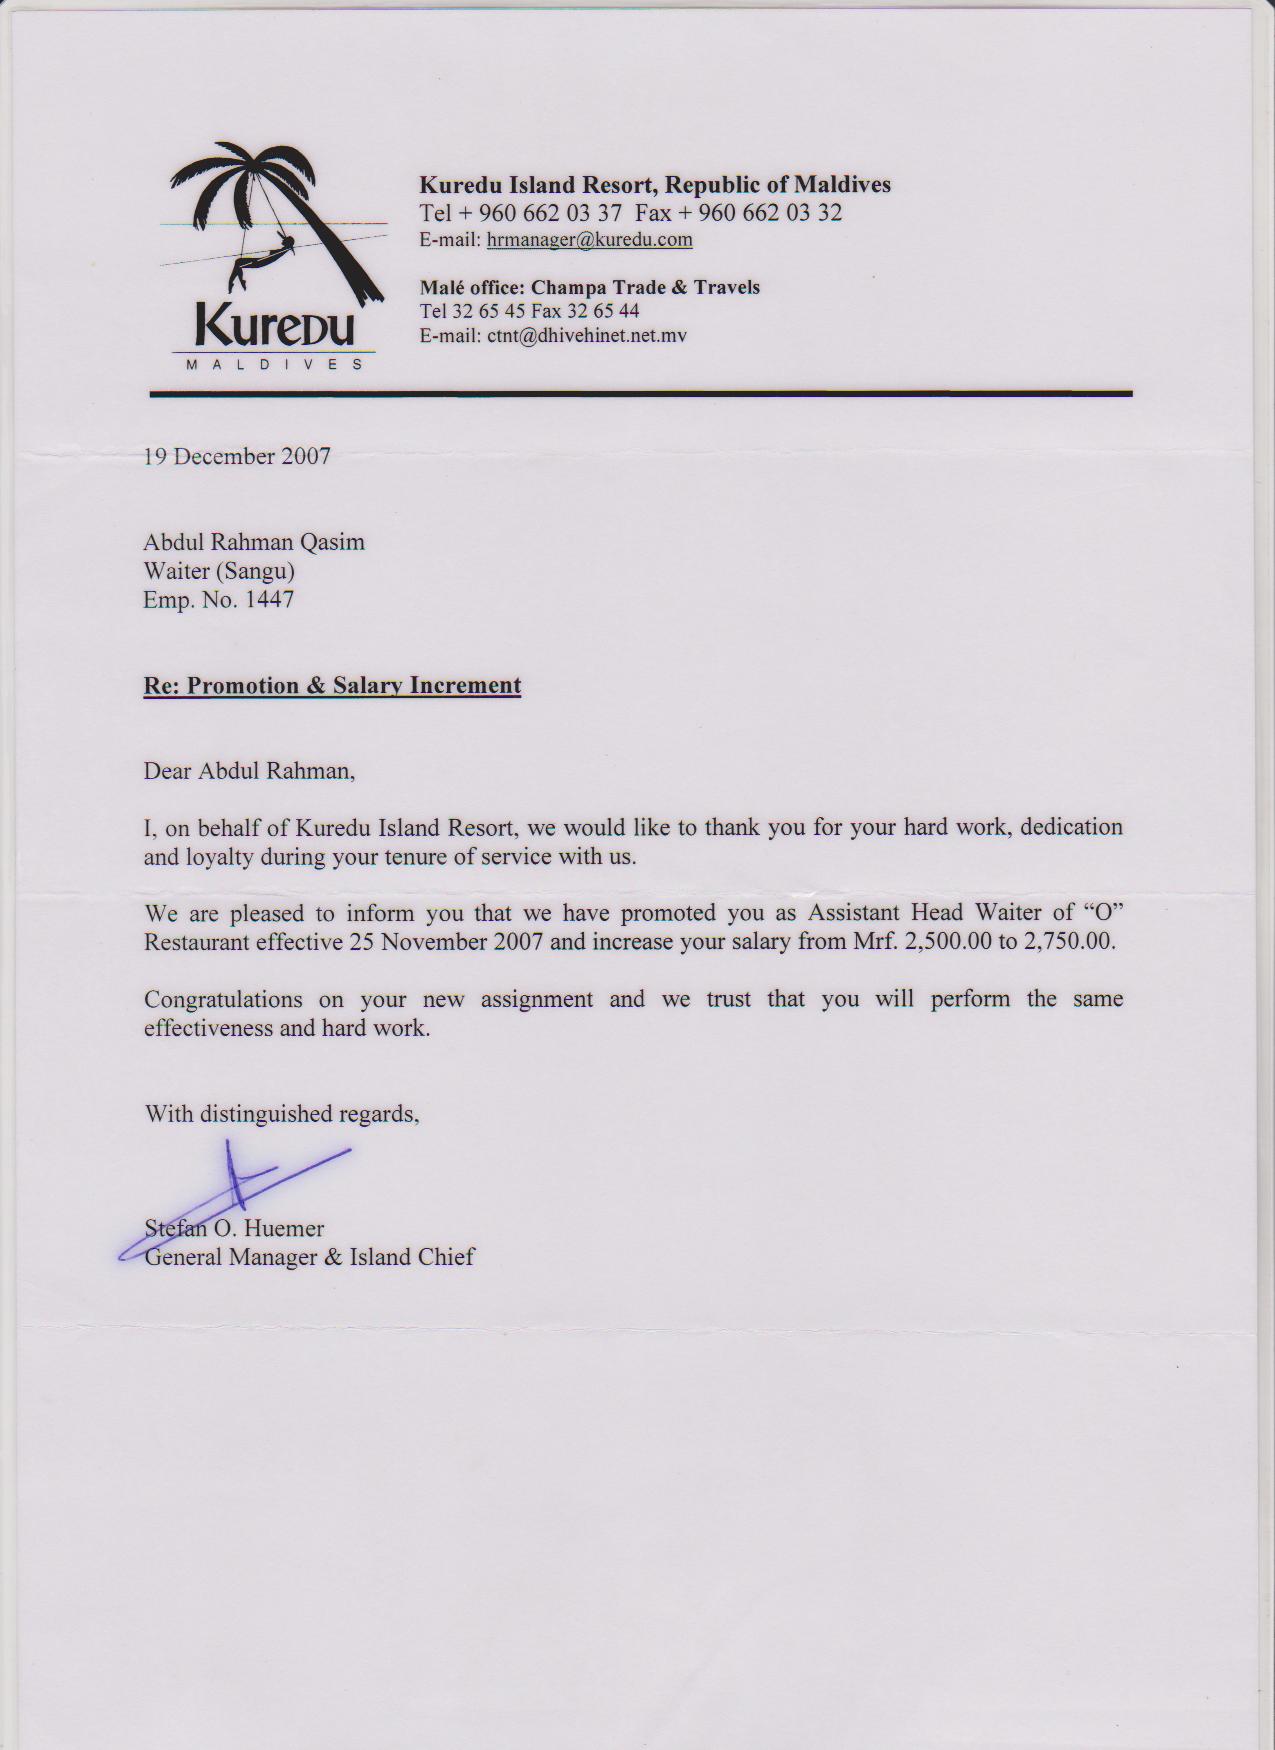 Kuredu Island Resort, Republic of Maldives
Tel + 960 662 03 37 Fax + 960 662 03 32
E-mail: hrmanager@kuredu.com
Malé office: Champa Trade & Travels
Tel 32 65 45 Fax 32 65 44
E-mail: ctnt@dhivehinet.net.mv
KureDU
MALDIVES
19 December 2007
Abdul Rahman Qasim
Waiter (Sangu)
Emp. No. 1447
Re: Promotion & Salary Increment
Dear Abdul Rahman,
I, on behalf of Kuredu Island Resort, we would like to thank you for your hard work, dedication
and loyalty during your tenure of service with us.
We are pleased to inform you that we have promoted you as Assistant Head Waiter of “O”
Restaurant effective 25 November 2007 and increase your salary from Mrf. 2,500.00 to 2,750.00.
Congratulations on your new assignment and we trust that you will perform the same
effectiveness and hard work.
With distinguished regards,
Stefan O. Huemer
General Manager & Island Chief